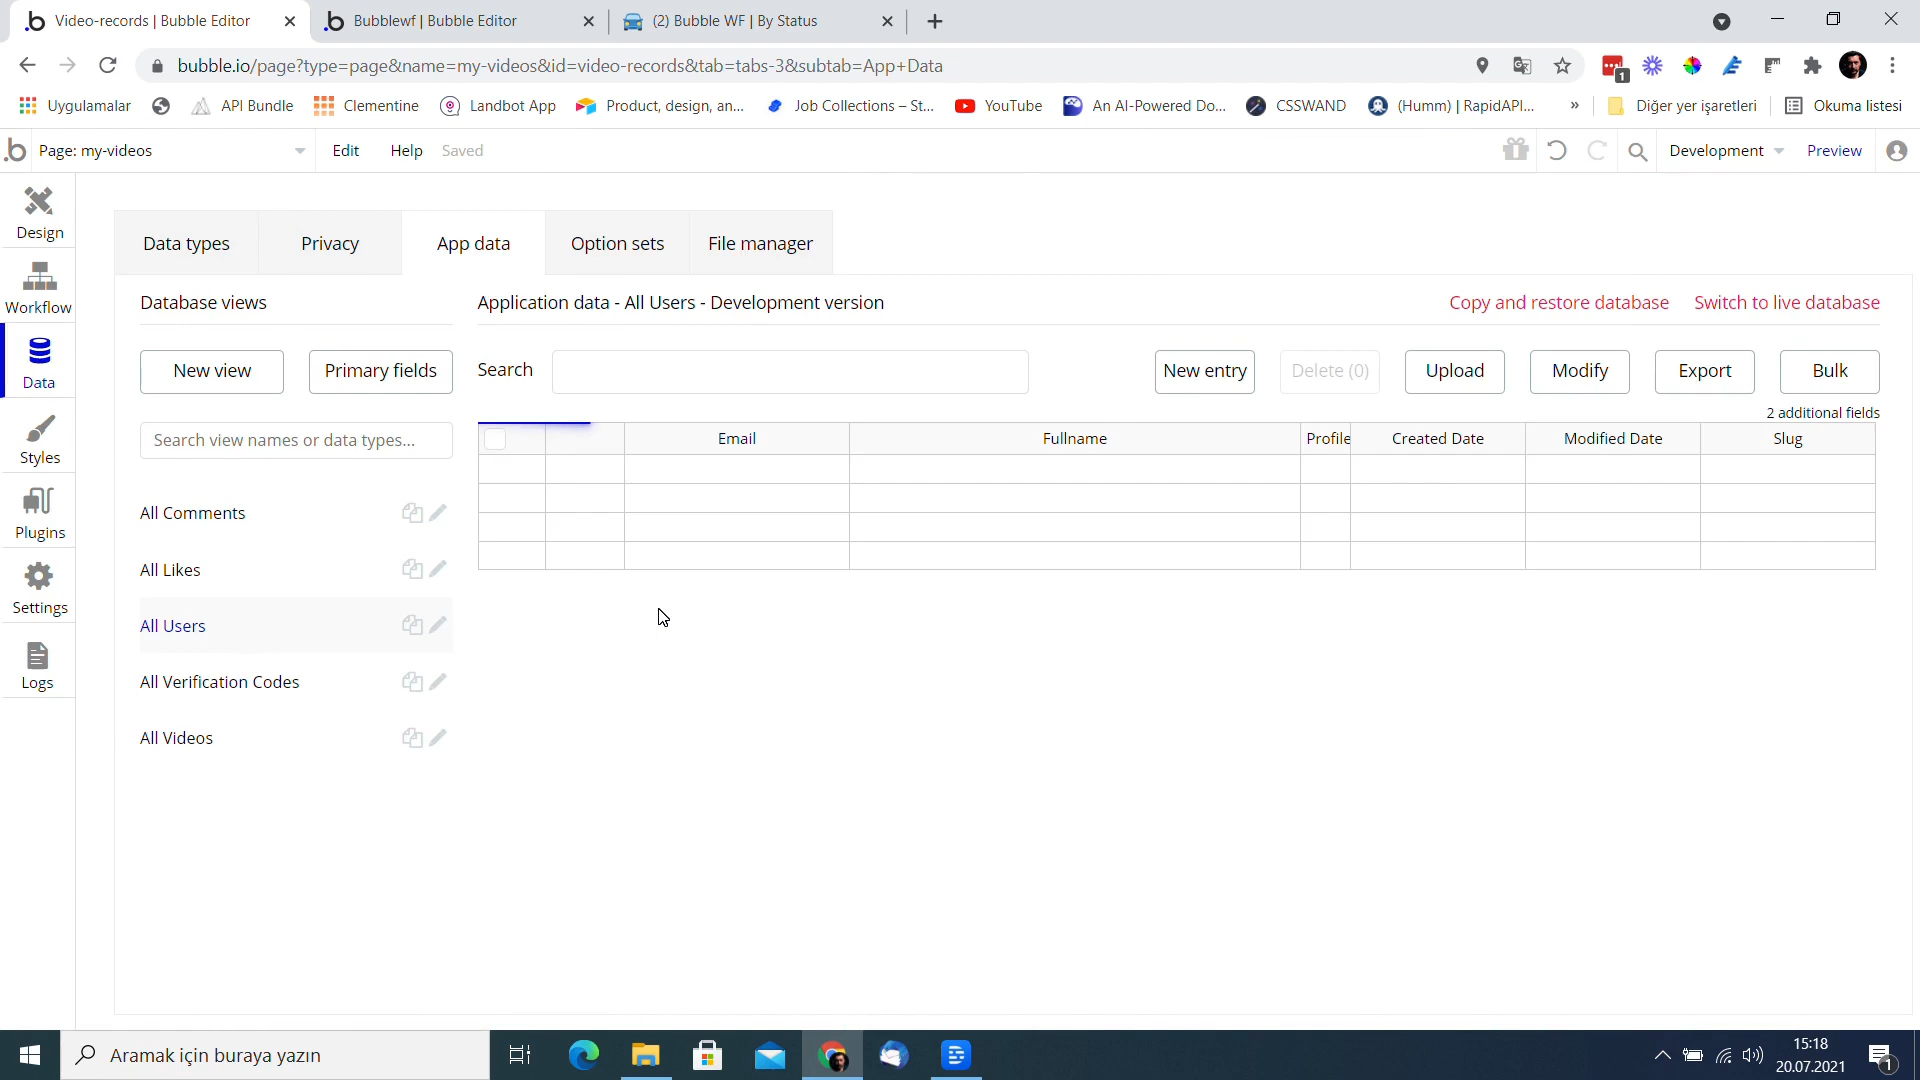 Video-records | Bubble Editor
Bubblewf | Bubble Editor
(2) Bubble WF | By Status
bubble.io/page?type=page&name=my-videos&id=video-records&tab=tabs-3&subtab=App+Data
1
Uygulamalar
API Bundle
Clementine
Landbot App
Product, design, an...
Job Collections – St...
YouTube
An AI-Powered Do...
CSSWAND
(Humm) | RapidAPI...
»
Diğer yer işaretleri
Okuma listesi
.b
Page: my-videos
Edit
Help
Saved
Development
Preview
Design
Workflow
Data
Styles
Plugins
Settings
Logs
Data types
Privacy
App data
Option sets
File manager
Database views
Application data - All Users - Development version
Copy and restore database
Switch to live database
New view
Primary fields
Search
New entry
Delete (0)
Upload
Modify
Export
Bulk
2 additional fields
Search view names or data types...
Email
Fullname
Profile
Created Date
Modified Date
Slug
All Comments
All Likes
All Users
All Verification Codes
All Videos
Aramak için buraya yazın
15:18
20.07.2021
1